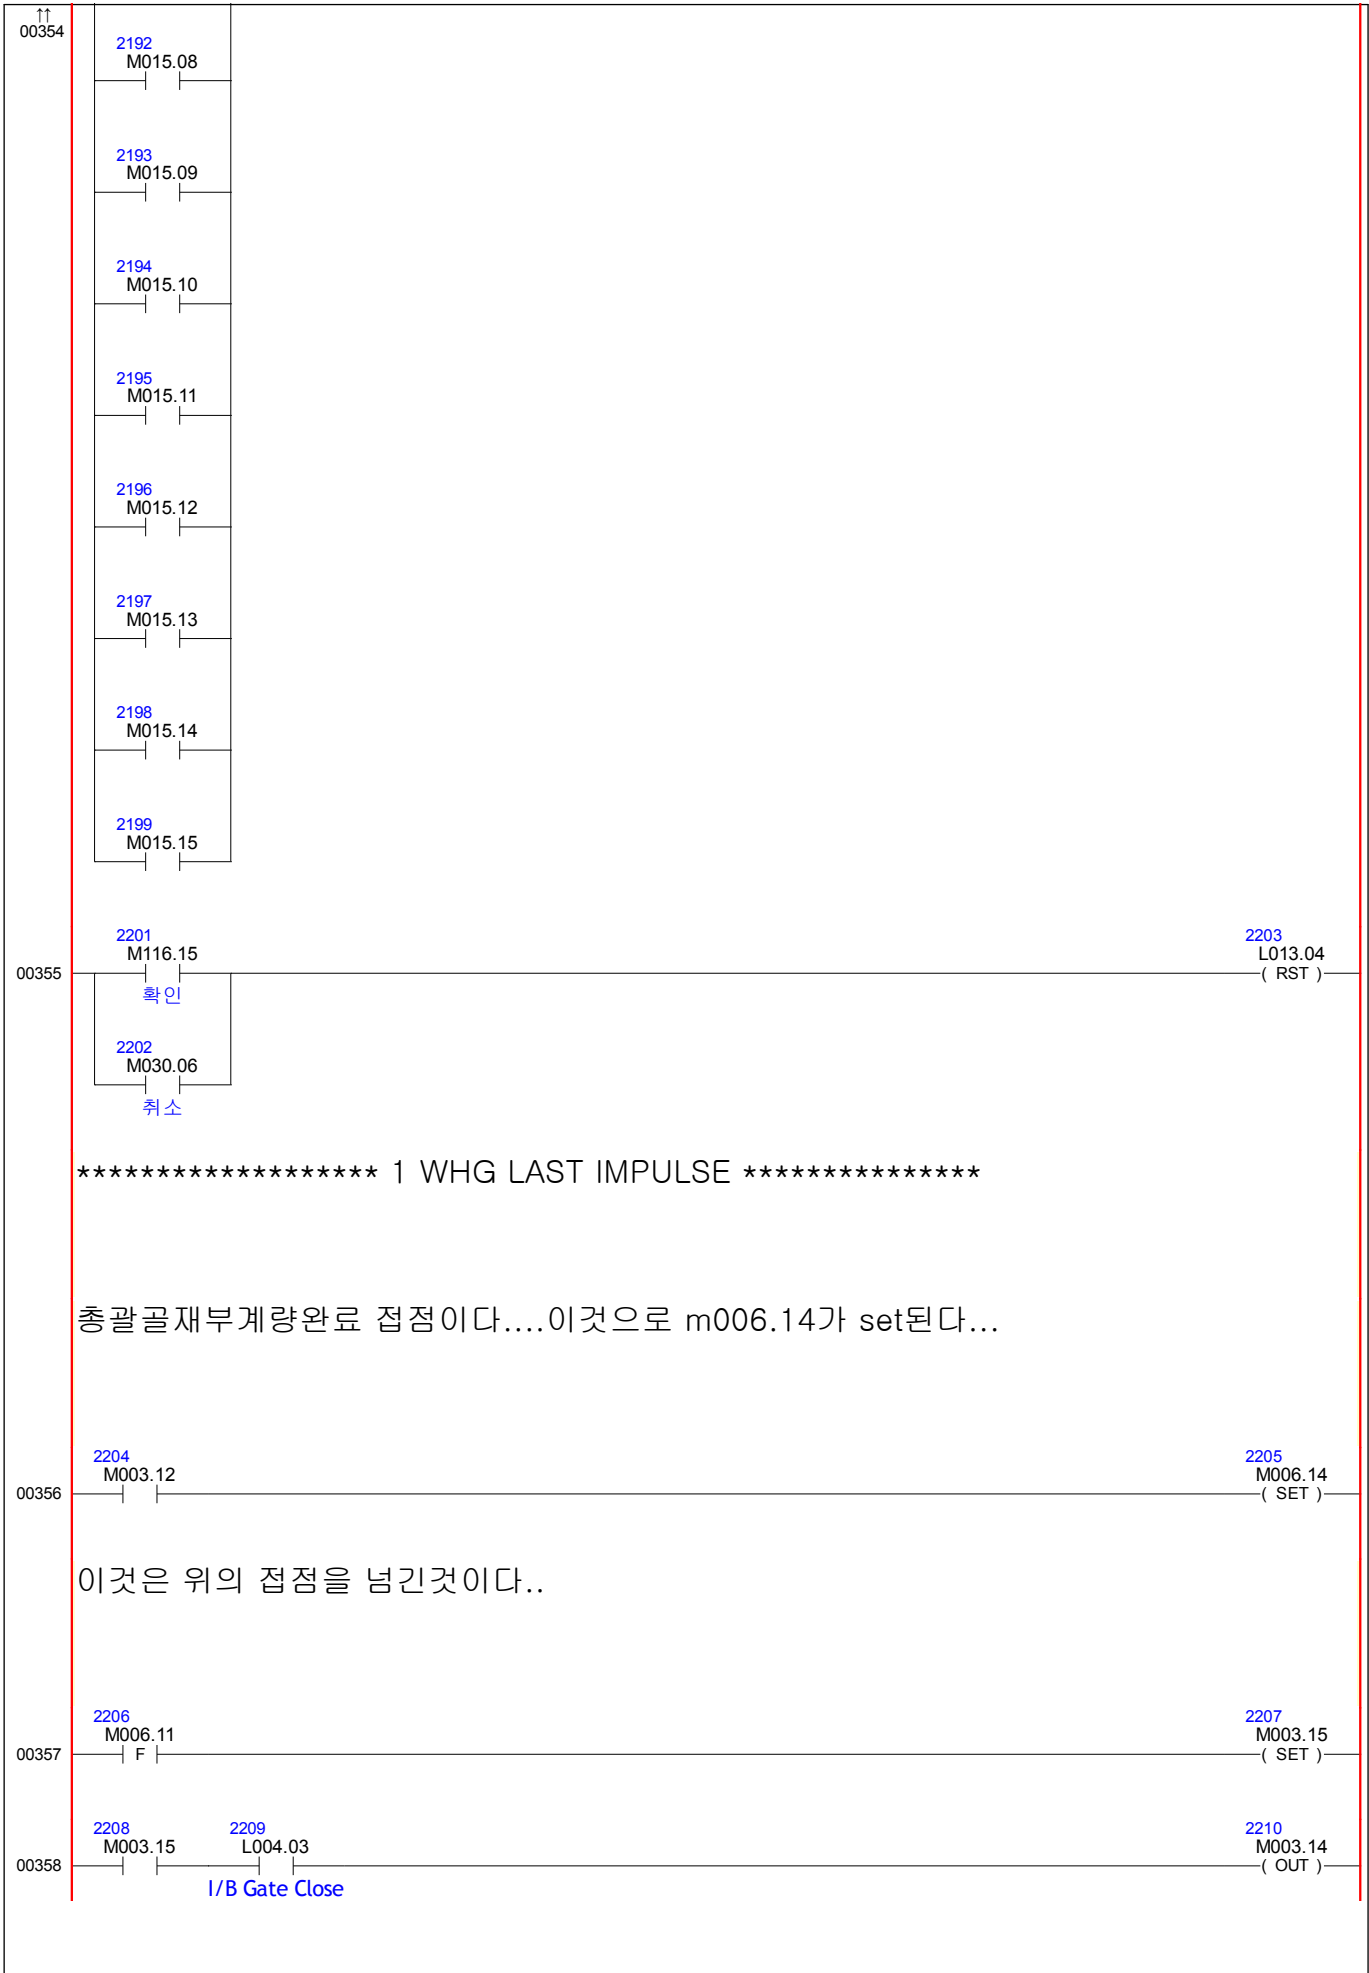 ↑↑
00354
2192
M015.08
2193
M015.09
2194
M015.10
2195
M015.11
2196
M015.12
2197
M015.13
2198
M015.14
2199
M015.15
2201
M116.15
2203
L013.04
00355
( RST )
확인
2202
M030.06
취소
******************* 1 WHG LAST IMPULSE ***************
총괄골재부계량완료 접점이다....이것으로 m006.14가 set된다...
2204
M003.12
2205
M006.14
00356
( SET )
이것은 위의 접점을 넘긴것이다..
2206
M006.11
2207
M003.15
00357
F
( SET )
2208
M003.15
2209
L004.03
2210
M003.14
00358
( OUT )
I/B Gate Close